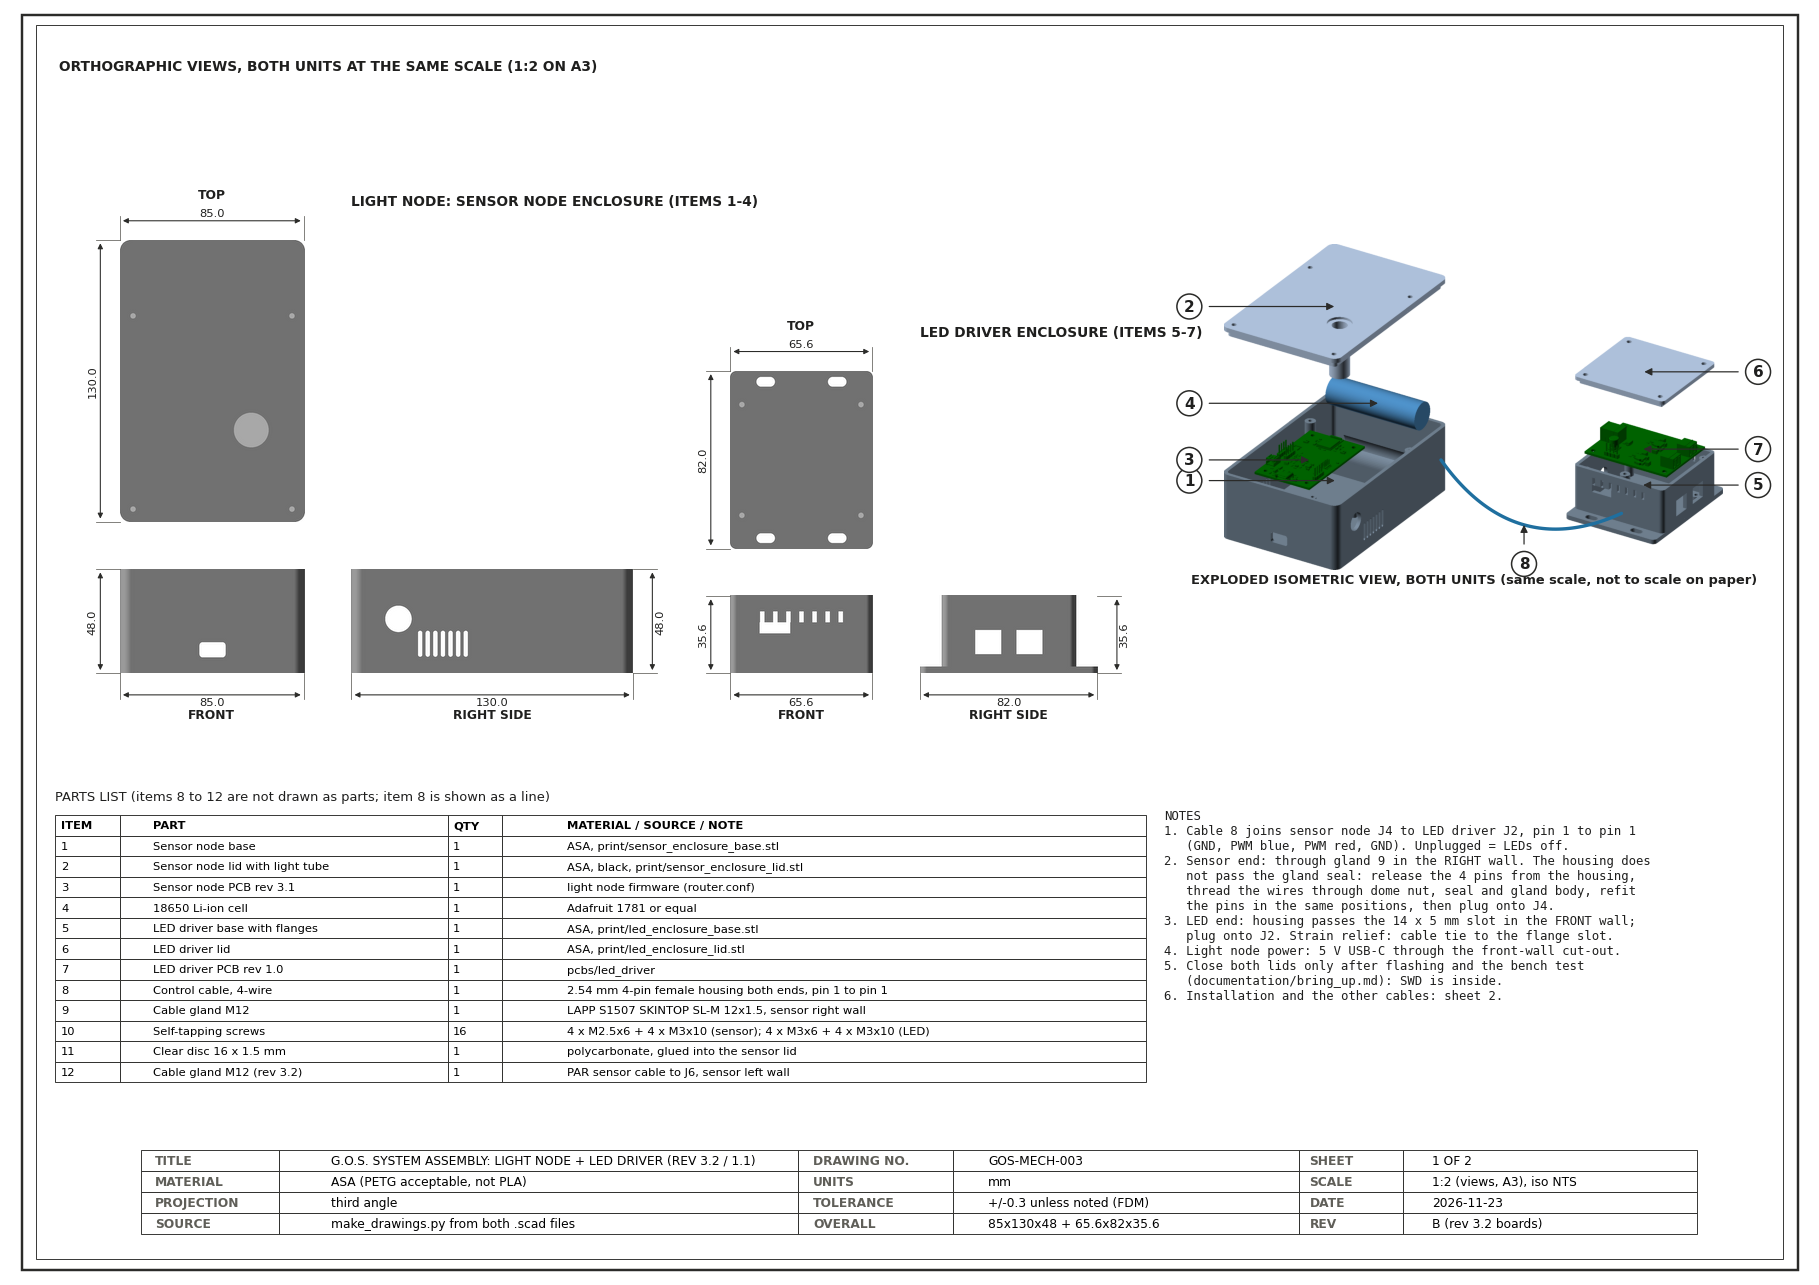 ORTHOGRAPHIC VIEWS, BOTH UNITS AT THE SAME SCALE (1:2 ON A3)
TOP
85.0
LIGHT NODE: SENSOR NODE ENCLOSURE (ITEMS 1-4)
130.0
TOP
65.6
LED DRIVER ENCLOSURE (ITEMS 5-7)
82.0
2
4
3
1
6
7
5
8
EXPLODED ISOMETRIC VIEW, BOTH UNITS (same scale, not to scale on paper)
48.0
85.0
FRONT
48.0
130.0
RIGHT SIDE
35.6
65.6
FRONT
35.6
82.0
RIGHT SIDE
PARTS LIST (items 8 to 12 are not drawn as parts; item 8 is shown as a line)
ITEM PART QTY MATERIAL / SOURCE / NOTE
1 Sensor node base 1 ASA, print/sensor_enclosure_base.stl
2 Sensor node lid with light tube 1 ASA, black, print/sensor_enclosure_lid.stl
3 Sensor node PCB rev 3.1 1 light node firmware (router.conf)
4 18650 Li-ion cell 1 Adafruit 1781 or equal
5 LED driver base with flanges 1 ASA, print/led_enclosure_base.stl
6 LED driver lid 1 ASA, print/led_enclosure_lid.stl
7 LED driver PCB rev 1.0 1 pcbs/led_driver
8 Control cable, 4-wire 1 2.54 mm 4-pin female housing both ends, pin 1 to pin 1
9 Cable gland M12 1 LAPP S1507 SKINTOP SL-M 12x1.5, sensor right wall
10 Self-tapping screws 16 4 x M2.5x6 + 4 x M3x10 (sensor); 4 x M3x6 + 4 x M3x10 (LED)
11 Clear disc 16 x 1.5 mm 1 polycarbonate, glued into the sensor lid
12 Cable gland M12 (rev 3.2) 1 PAR sensor cable to J6, sensor left wall
NOTES
1. Cable 8 joins sensor node J4 to LED driver J2, pin 1 to pin 1
(GND, PWM blue, PWM red, GND). Unplugged = LEDs off.
2. Sensor end: through gland 9 in the RIGHT wall. The housing does
not pass the gland seal: release the 4 pins from the housing,
thread the wires through dome nut, seal and gland body, refit
the pins in the same positions, then plug onto J4.
3. LED end: housing passes the 14 x 5 mm slot in the FRONT wall;
plug onto J2. Strain relief: cable tie to the flange slot.
4. Light node power: 5 V USB-C through the front-wall cut-out.
5. Close both lids only after flashing and the bench test
(documentation/bring_up.md): SWD is inside.
6. Installation and the other cables: sheet 2.
TITLE G.O.S. SYSTEM ASSEMBLY: LIGHT NODE + LED DRIVER (REV 3.2 / 1.1) DRAWING NO. GOS-MECH-003 SHEET 1 OF 2
MATERIAL ASA (PETG acceptable, not PLA) UNITS mm SCALE 1:2 (views, A3), iso NTS
PROJECTION third angle TOLERANCE +/-0.3 unless noted (FDM) DATE 2026-11-23
SOURCE make_drawings.py from both .scad files OVERALL 85x130x48 + 65.6x82x35.6 REV B (rev 3.2 boards)